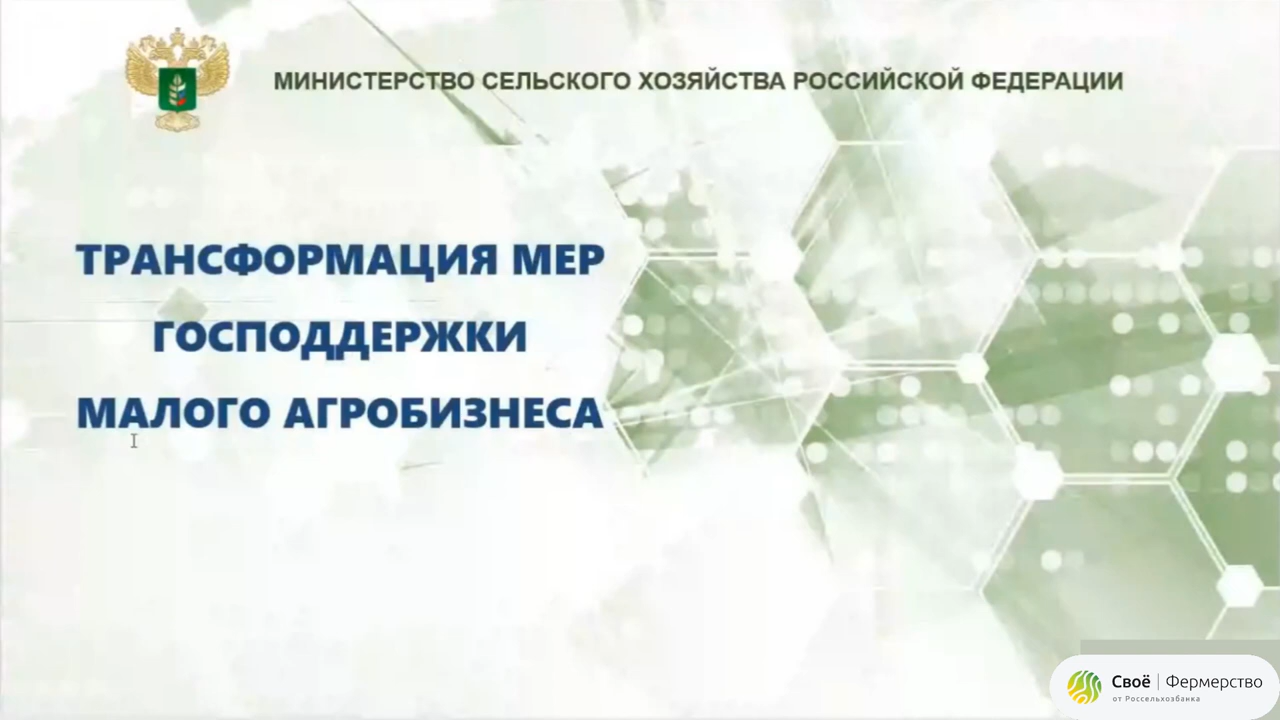 МИНИСТЕРСТВО СЕЛЬСКОГО ХОЗЯЙСТВА РОССИЙСКОЙ ФЕДЕРАЦИИ
ТРАНСФОРМАЦИЯ МЕР
ГОСПОДДЕРЖКИ
МАЛОГО АГРОБИЗНЕСА
Своё | Фермерство
от Россельхозбанка